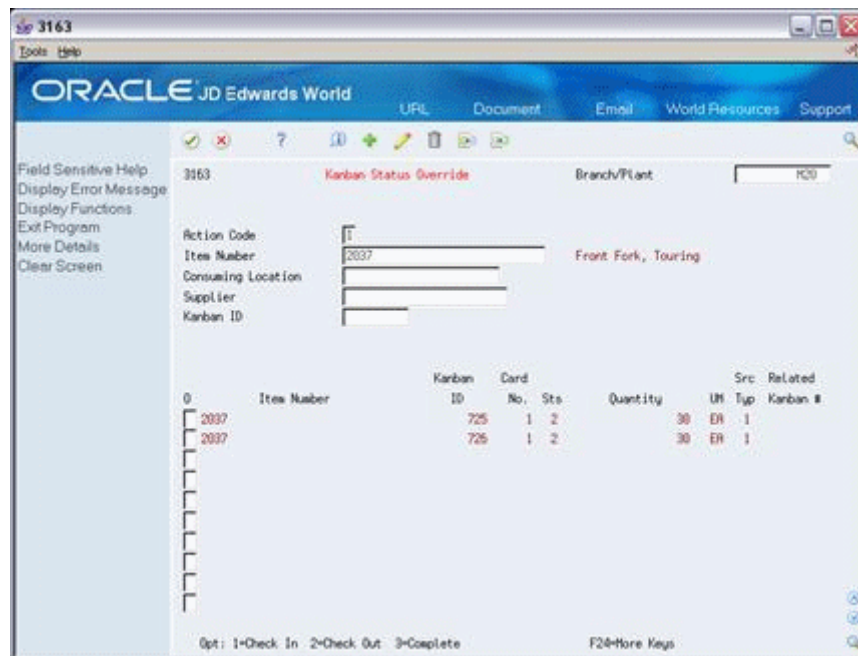 3163
Tools Help
ORACLE JD Edwards World
URL Document Email World Resources Support
Field Sensitive Help
Display Error Message
Display Functions
Exit Program
More Details
Clear Screen
3163 Kanban Status Override Branch/Plant M20
Action Code I
Item Number 2037 Front Fork, Touring
Consuming Location
Supplier
Kanban ID
Kanban Card Src Related
O Item Number ID No. Sts Quantity UM Typ Kanban #
2037 725 1 2 30 EA 1
2037 726 1 2 30 EA 1
Opt: 1=Check In 2=Check Out 3=Complete F24=More Keys